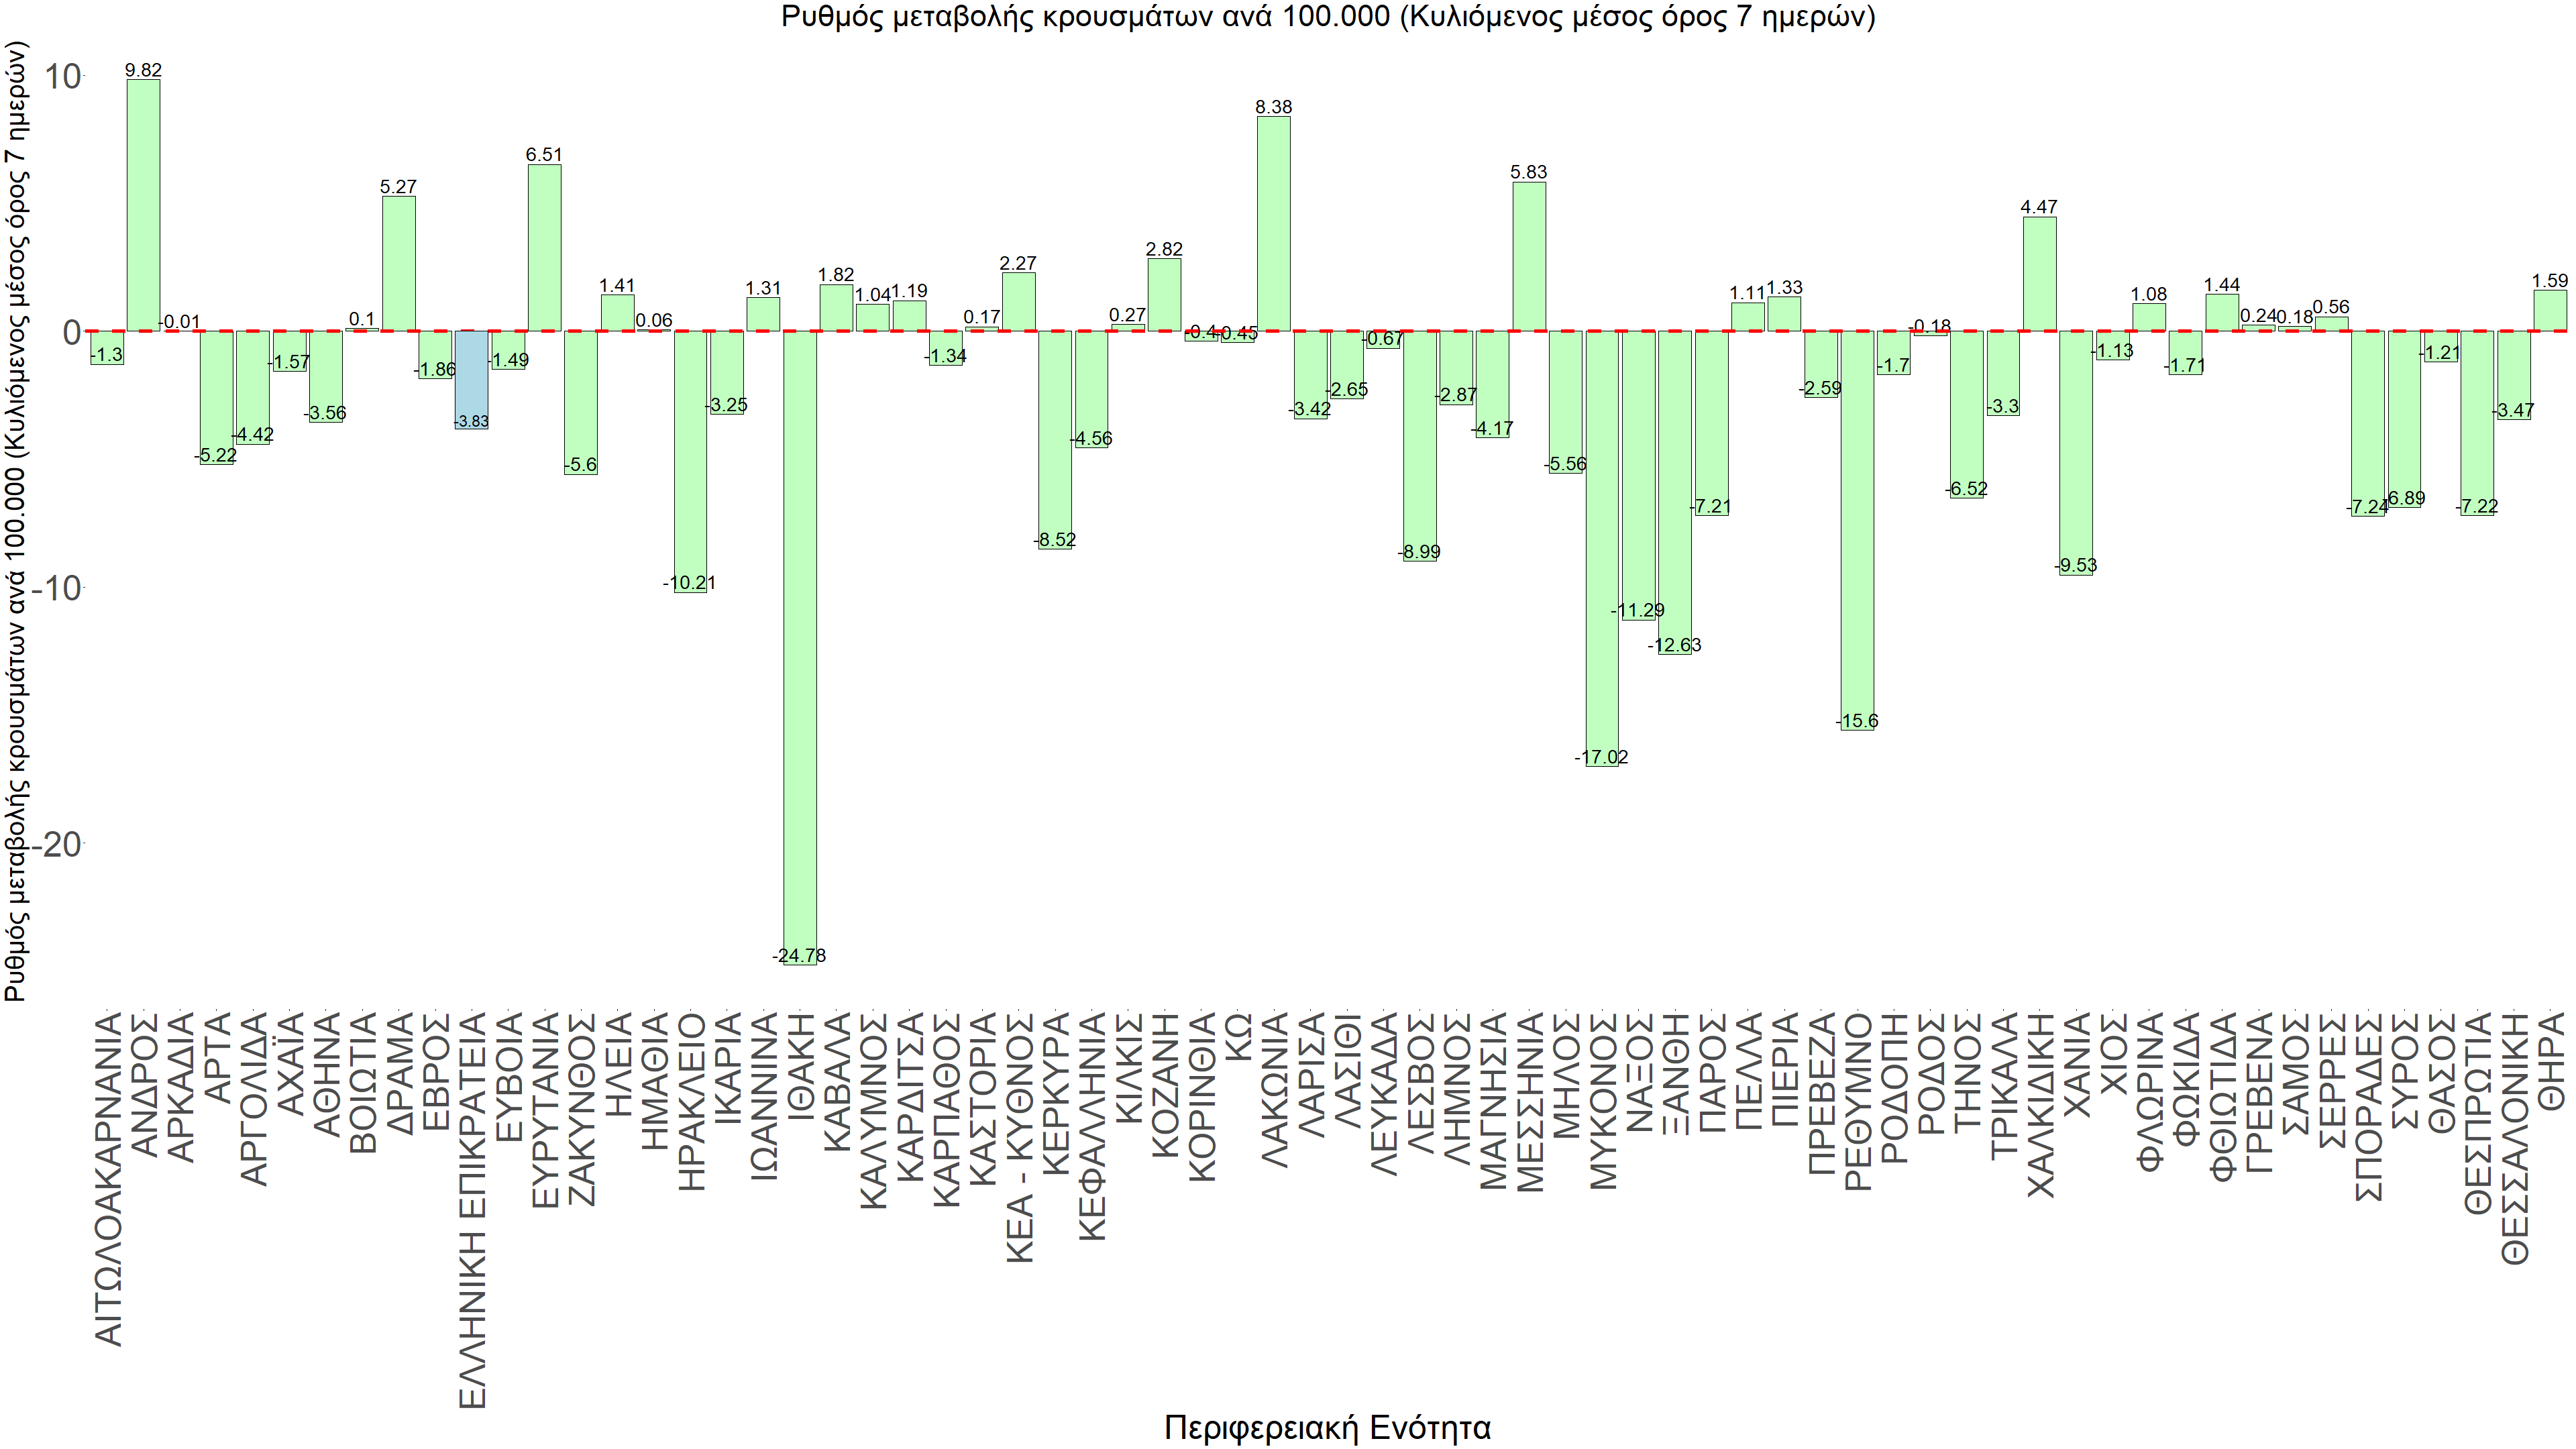 Ρυθμός μεταβολής κρουσμάτων ανά 100.000 (Κυλιόμενος μέσος όρος 7 ημερών)
Ρυθμός μεταβολής κρουσμάτων ανά 100.000 (Κυλιόμενος μέσος όρος 7 ημερών)
10
0
-10
-20
-1.3
9.82
-0.01
-5.22
-4.42
-1.57
-3.56
0.1
5.27
-1.86
-3.83
-1.49
6.51
-5.6
1.41
0.06
-10.21
-3.25
1.31
-24.78
1.82
1.04
1.19
-1.34
0.17
2.27
-8.52
-4.56
0.27
2.82
-0.4
-0.45
8.38
-3.42
-2.65
-0.67
-8.99
-2.87
-4.17
5.83
-5.56
-17.02
-11.29
-12.63
-7.21
1.11
1.33
-2.59
-15.6
-1.7
-0.18
-6.52
-3.3
4.47
-9.53
-1.13
1.08
-1.71
1.44
0.24
0.18
0.56
-7.24
-6.89
-1.21
-7.22
-3.47
1.59
ΑΙΤΩΛΟΑΚΑΡΝΑΝΙΑ
ΑΝΔΡΟΣ
ΑΡΚΑΔΙΑ
ΑΡΤΑ
ΑΡΓΟΛΙΔΑ
ΑΧΑΪΑ
ΑΘΗΝΑ
ΒΟΙΩΤΙΑ
ΔΡΑΜΑ
ΕΒΡΟΣ
ΕΛΛΗΝΙΚΗ ΕΠΙΚΡΑΤΕΙΑ
ΕΥΒΟΙΑ
ΕΥΡΥΤΑΝΙΑ
ΖΑΚΥΝΘΟΣ
ΗΛΕΙΑ
ΗΜΑΘΙΑ
ΗΡΑΚΛΕΙΟ
ΙΚΑΡΙΑ
ΙΩΑΝΝΙΝΑ
ΙΘΑΚΗ
ΚΑΒΑΛΑ
ΚΑΛΥΜΝΟΣ
ΚΑΡΔΙΤΣΑ
ΚΑΡΠΑΘΟΣ
ΚΑΣΤΟΡΙΑ
ΚΕΑ - ΚΥΘΝΟΣ
ΚΕΡΚΥΡΑ
ΚΕΦΑΛΛΗΝΙΑ
ΚΙΛΚΙΣ
ΚΟΖΑΝΗ
ΚΟΡΙΝΘΙΑ
ΚΩ
ΛΑΚΩΝΙΑ
ΛΑΡΙΣΑ
ΛΑΣΙΘΙ
ΛΕΥΚΑΔΑ
ΛΕΣΒΟΣ
ΛΗΜΝΟΣ
ΜΑΓΝΗΣΙΑ
ΜΕΣΣΗΝΙΑ
ΜΗΛΟΣ
ΜΥΚΟΝΟΣ
ΝΑΞΟΣ
ΞΑΝΘΗ
ΠΑΡΟΣ
ΠΕΛΛΑ
ΠΙΕΡΙΑ
ΠΡΕΒΕΖΑ
ΡΕΘΥΜΝΟ
ΡΟΔΟΠΗ
ΡΟΔΟΣ
ΤΗΝΟΣ
ΤΡΙΚΑΛΑ
ΧΑΛΚΙΔΙΚΗ
ΧΑΝΙΑ
ΧΙΟΣ
ΦΛΩΡΙΝΑ
ΦΩΚΙΔΑ
ΦΘΙΩΤΙΔΑ
ΓΡΕΒΕΝΑ
ΣΑΜΟΣ
ΣΕΡΡΕΣ
ΣΠΟΡΑΔΕΣ
ΣΥΡΟΣ
ΘΑΣΟΣ
ΘΕΣΠΡΩΤΙΑ
ΘΕΣΣΑΛΟΝΙΚΗ
ΘΗΡΑ
Περιφερειακή Ενότητα